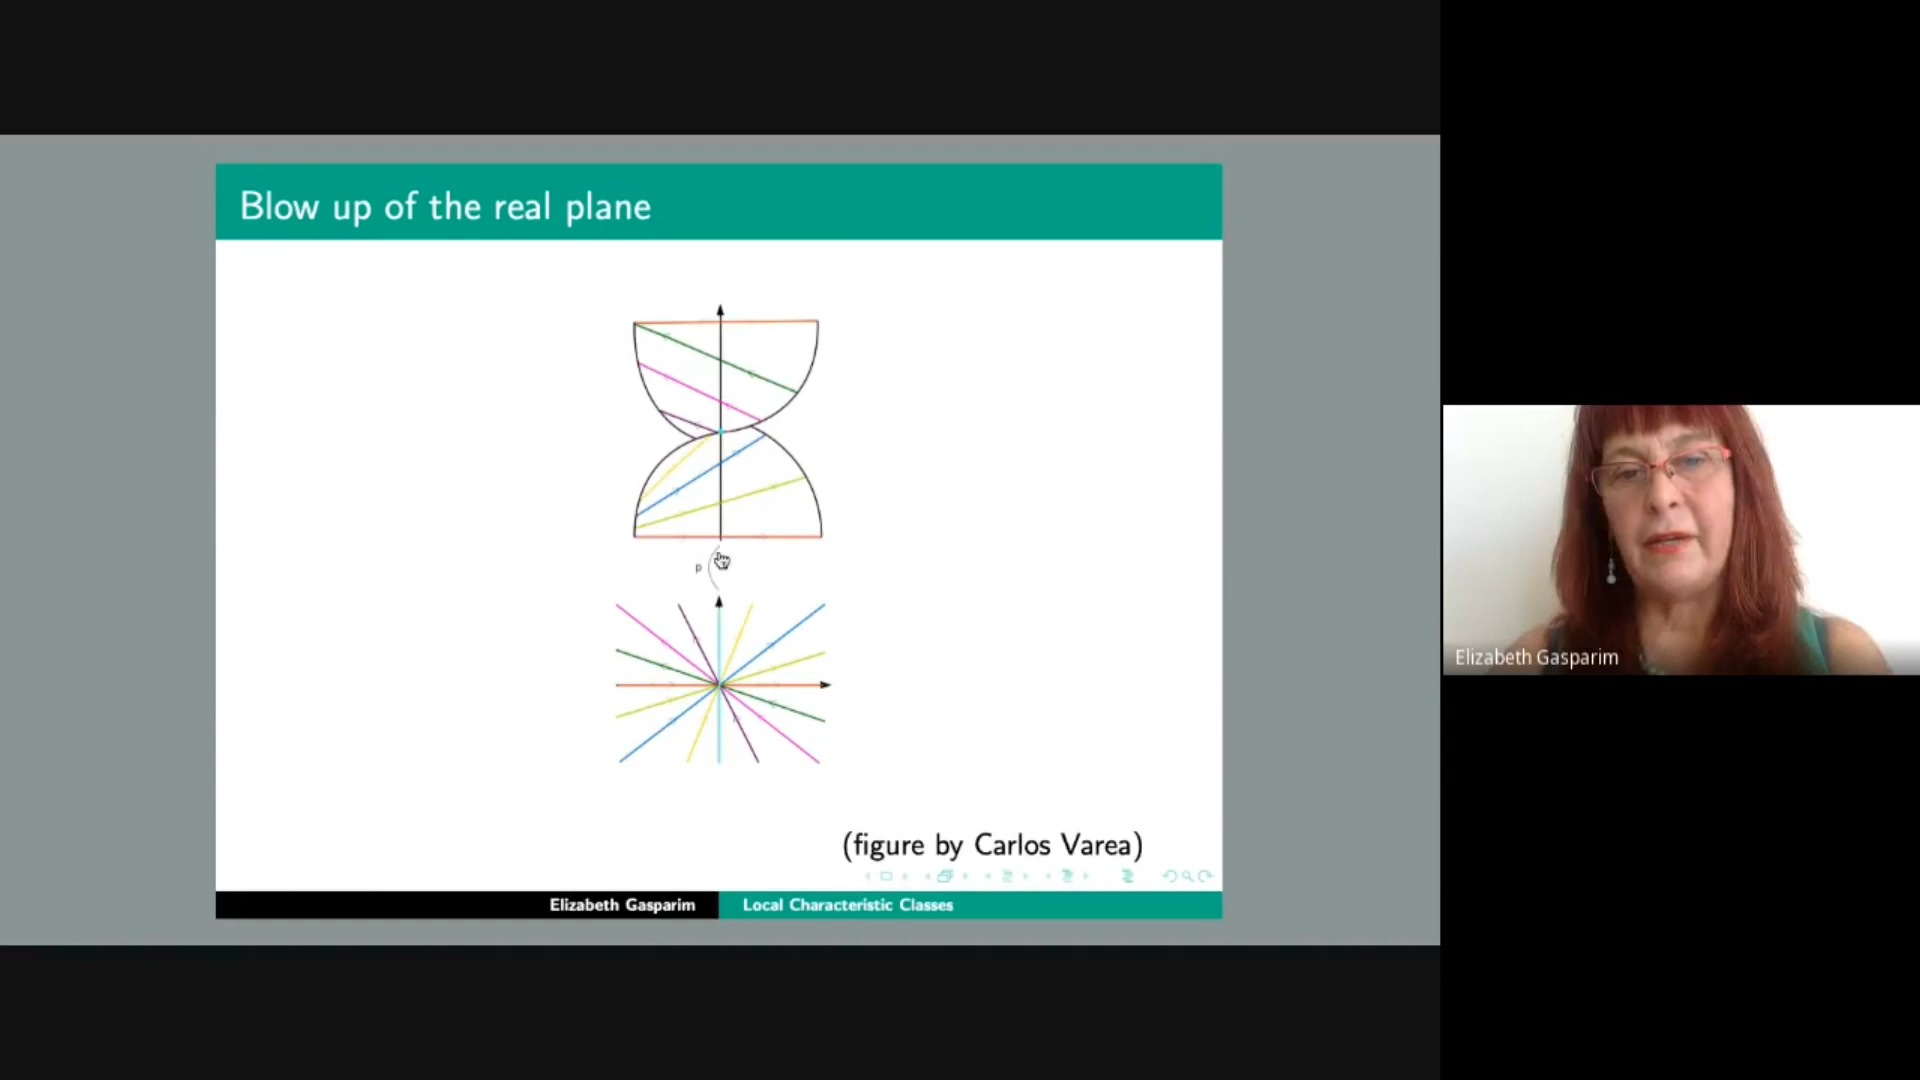 Blow up of the real plane
p
(figure by Carlos Varea)
Elizabeth Gasparim
Local Characteristic Classes
Elizabeth Gasparim